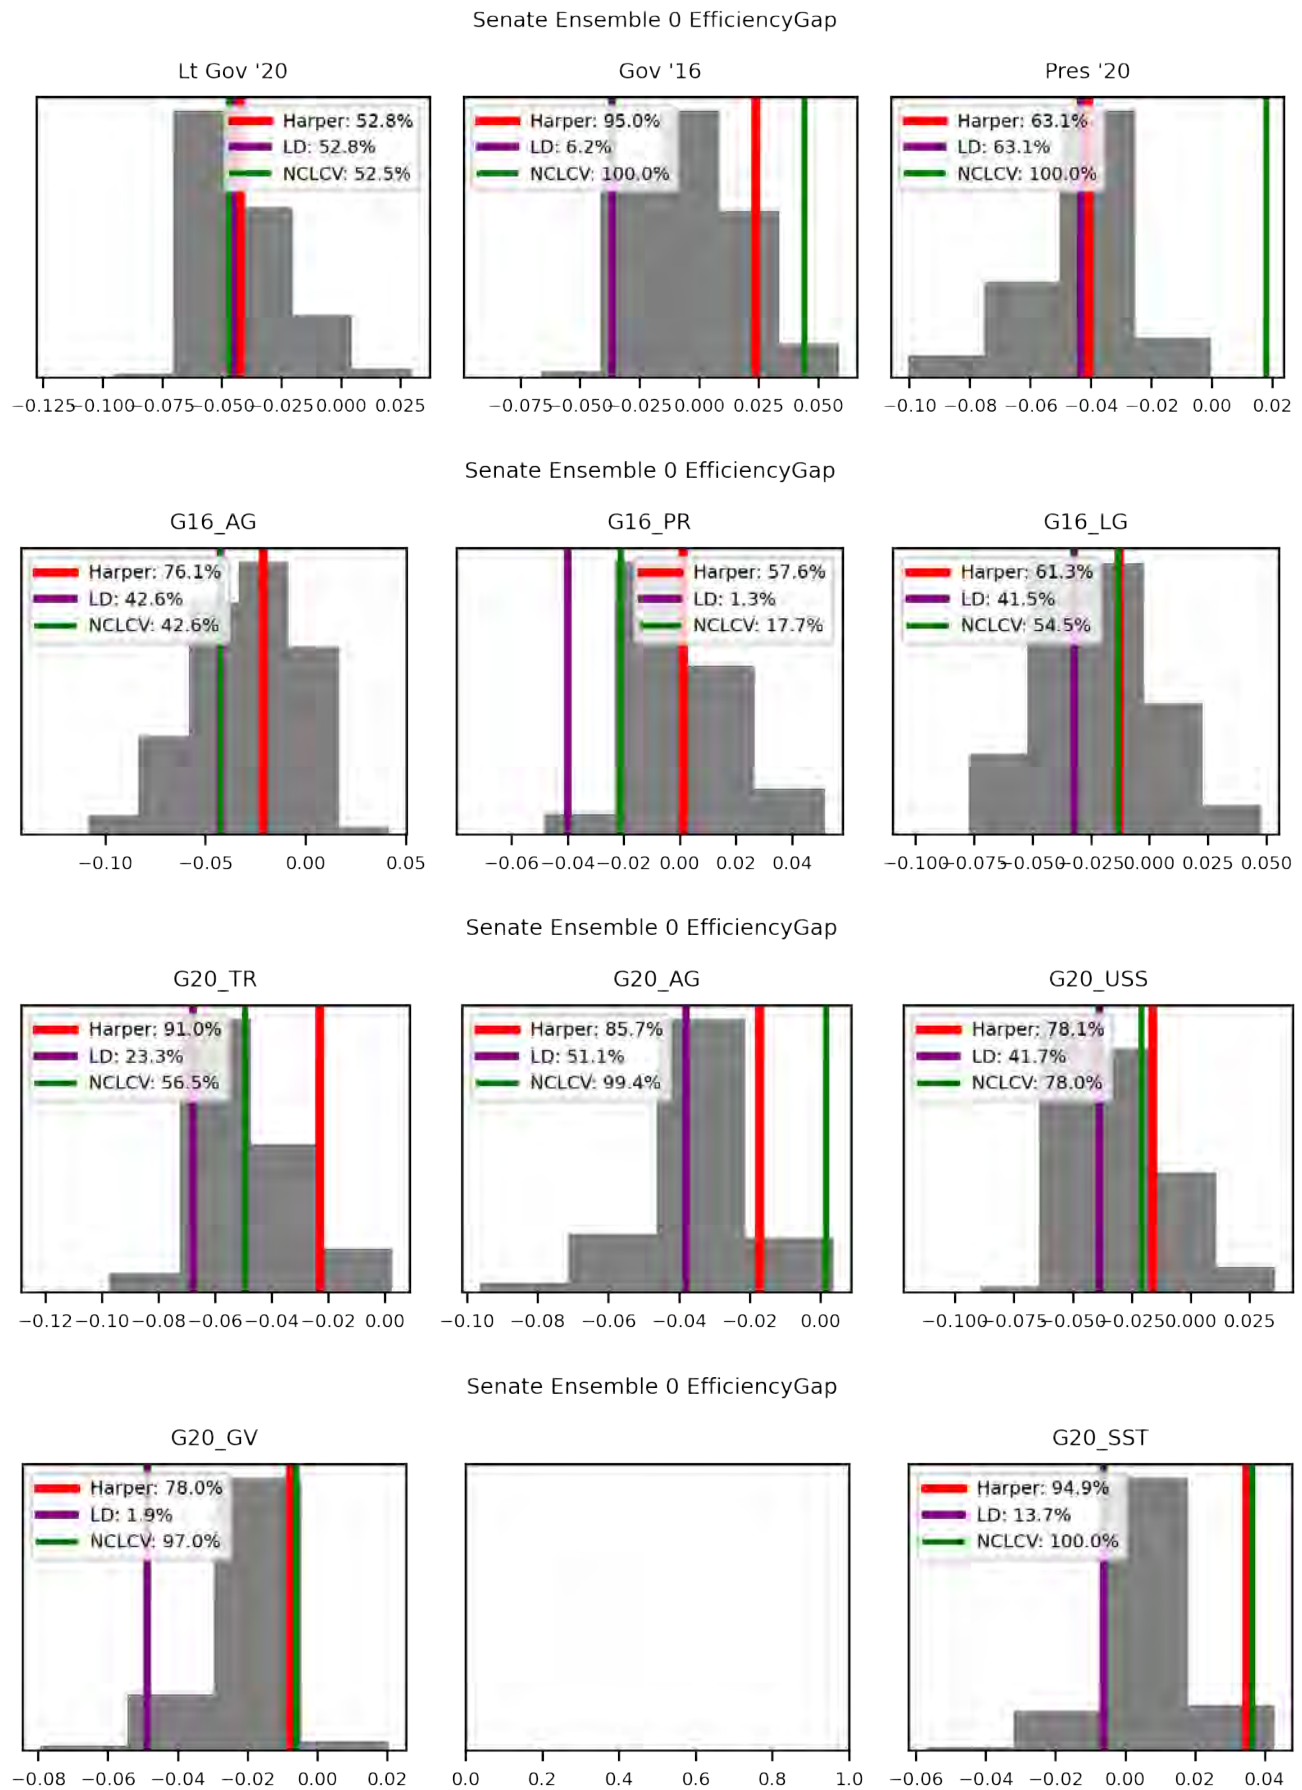 Senate Ensemble 0 EfficiencyGap
Lt Gov '20 Gov '16 Pres '20
Harper: 52.8% Harper: 95.0% Harper: 63.1%
LD: 52.8% LD: 6.2% LD: 63.1%
NCLCV: 52.5% NCLCV: 100.0% NCLCV: 100.0%
−0.125 −0.100 −0.075 −0.050 −0.025 0.000 0.025 −0.075 −0.050 −0.025 0.000 0.025 0.050 −0.10 −0.08 −0.06 −0.04 −0.02 0.00 0.02
Senate Ensemble 0 EfficiencyGap
G16_AG G16_PR G16_LG
Harper: 76.1% Harper: 57.6% Harper: 61.3%
LD: 42.6% LD: 1.3% LD: 41.5%
NCLCV: 42.6% NCLCV: 17.7% NCLCV: 54.5%
−0.10 −0.05 0.00 0.05 −0.06 −0.04 −0.02 0.00 0.02 0.04 −0.100 −0.075 −0.050 −0.025 0.000 0.025 0.050
Senate Ensemble 0 EfficiencyGap
G20_TR G20_AG G20_USS
Harper: 91.0% Harper: 85.7% Harper: 78.1%
LD: 23.3% LD: 51.1% LD: 41.7%
NCLCV: 56.5% NCLCV: 99.4% NCLCV: 78.0%
−0.12 −0.10 −0.08 −0.06 −0.04 −0.02 0.00 −0.10 −0.08 −0.06 −0.04 −0.02 0.00 −0.100 −0.075 −0.050 −0.025 0.000 0.025
Senate Ensemble 0 EfficiencyGap
G20_GV G20_SST
Harper: 78.0% Harper: 94.9%
LD: 1.9% LD: 13.7%
NCLCV: 97.0% NCLCV: 100.0%
−0.08 −0.06 −0.04 −0.02 0.00 0.02 0.0 0.2 0.4 0.6 0.8 1.0 −0.06 −0.04 −0.02 0.00 0.02 0.04